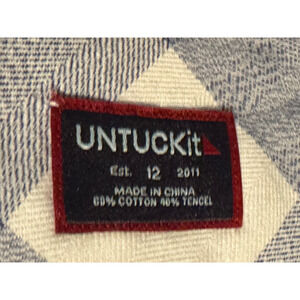 UNTUCKit
Est. 12 2011
MADE IN CHINA
60% COTTON 40% TENCEL